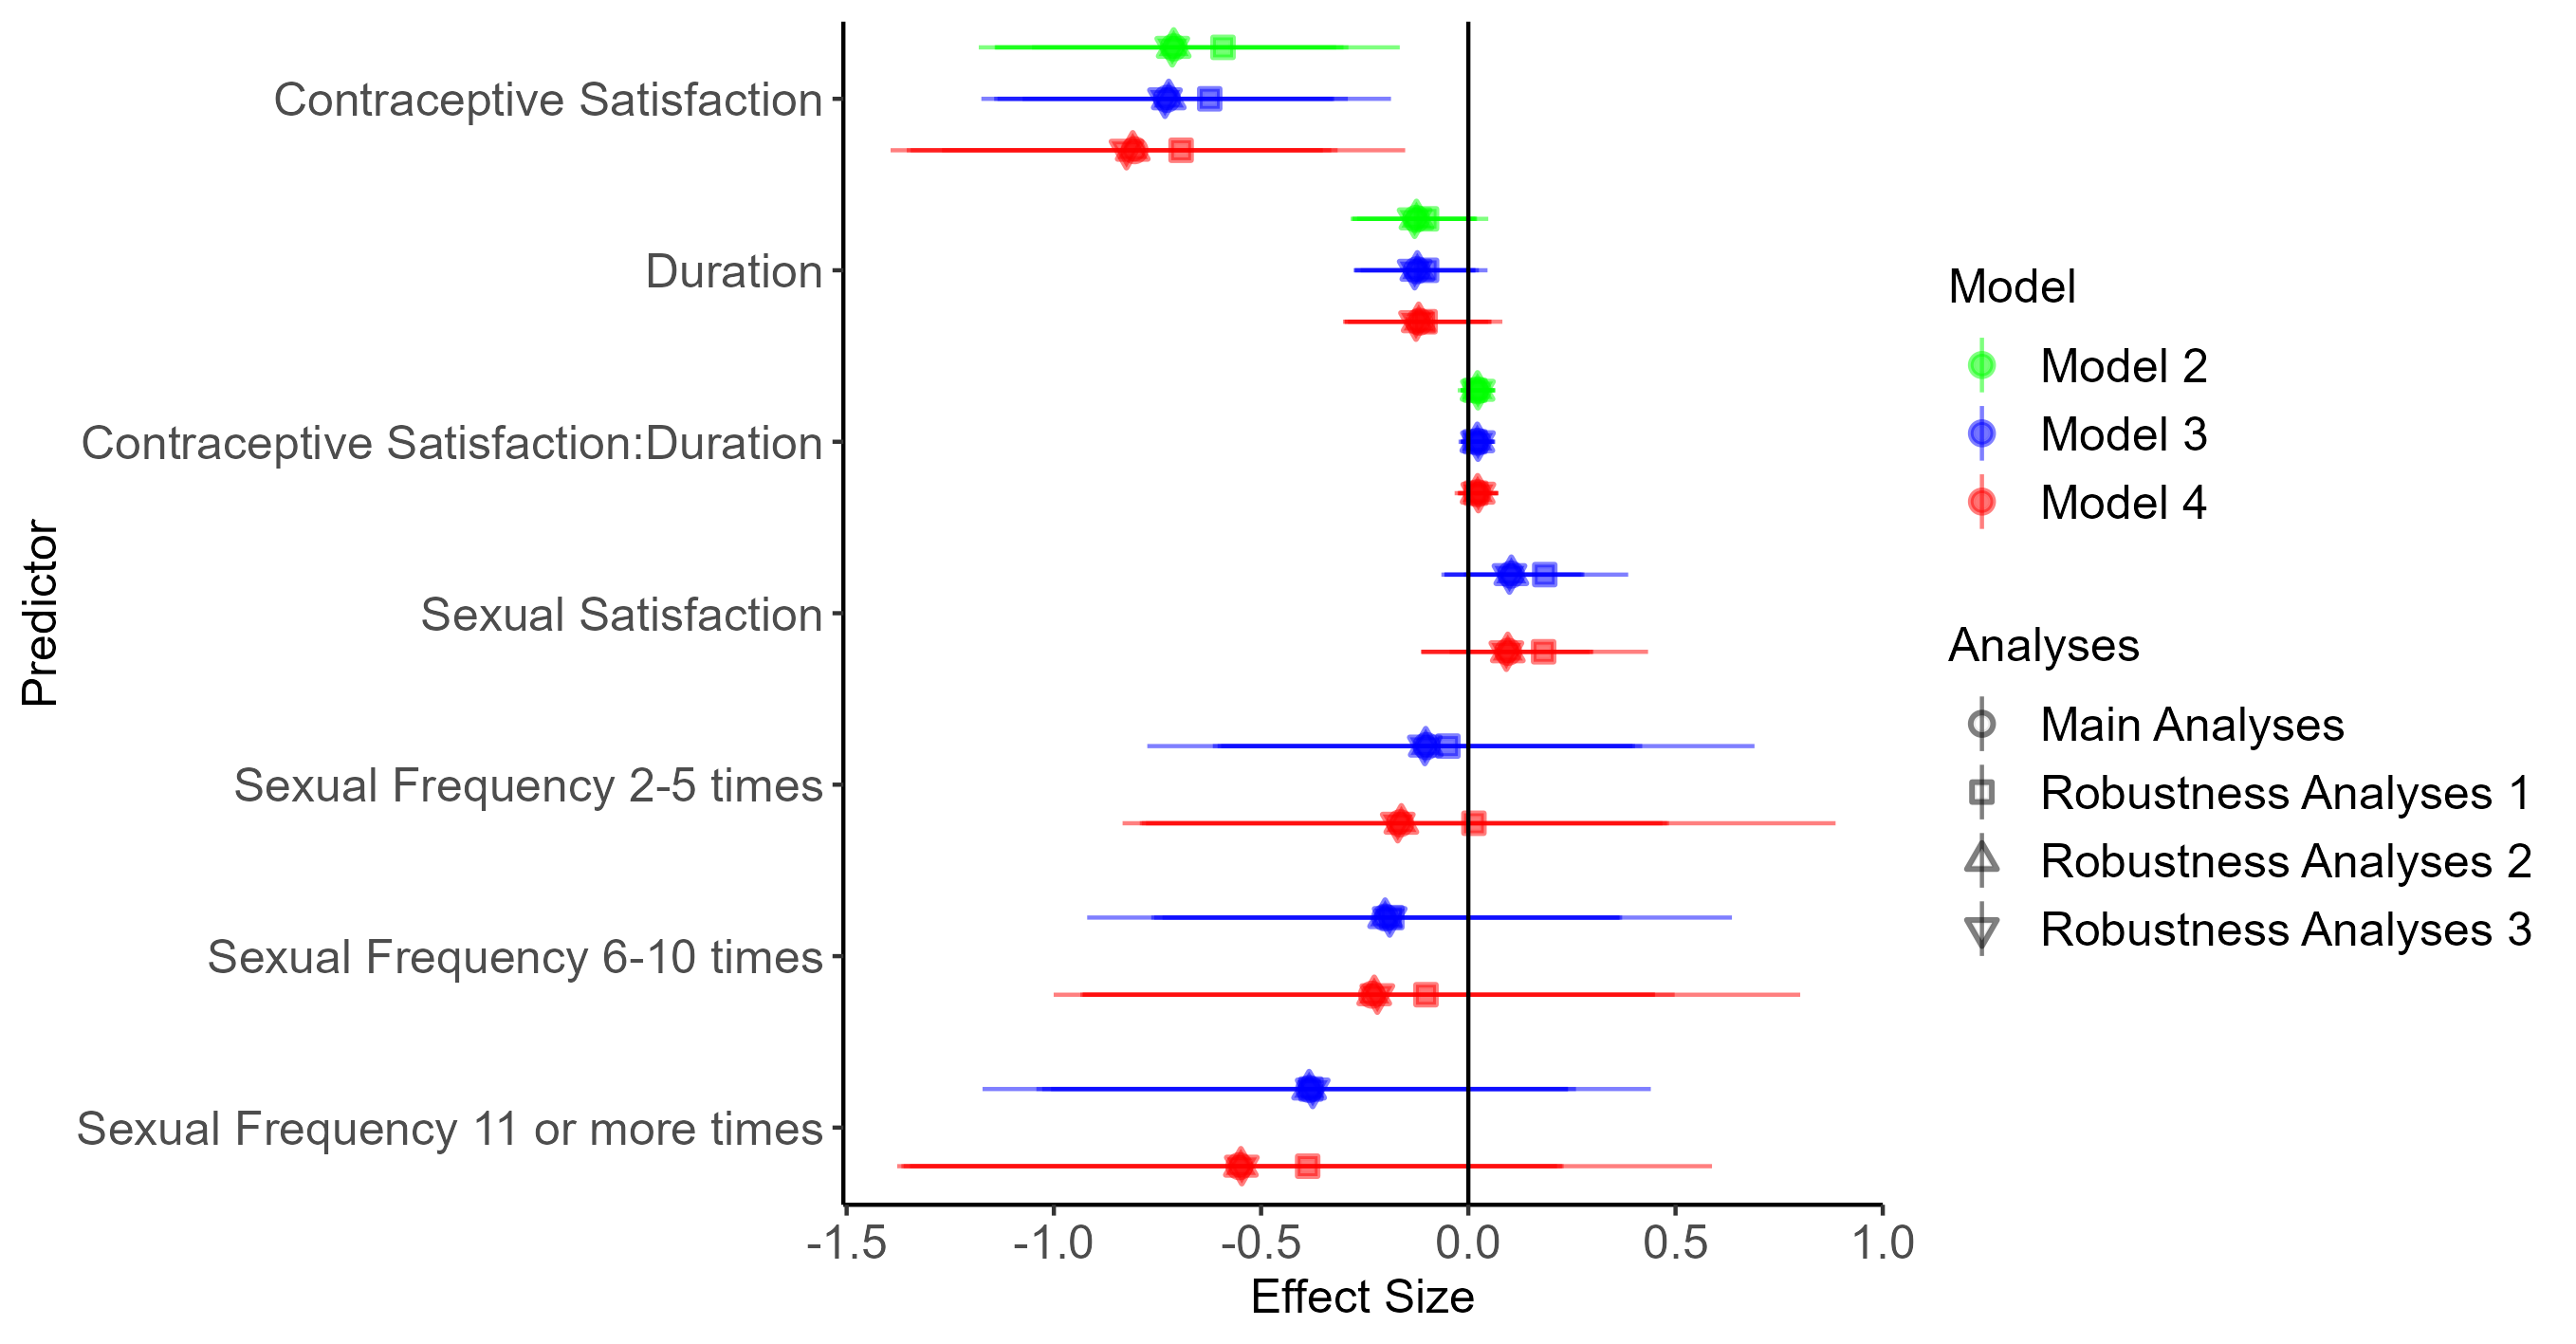 Predictor
Contraceptive Satisfaction
Duration
Contraceptive Satisfaction:Duration
Sexual Satisfaction
Sexual Frequency 2-5 times
Sexual Frequency 6-10 times
Sexual Frequency 11 or more times
-1.5 -1.0 -0.5 0.0 0.5 1.0
Effect Size
Model
Model 2
Model 3
Model 4
Analyses
Main Analyses
Robustness Analyses 1
Robustness Analyses 2
Robustness Analyses 3